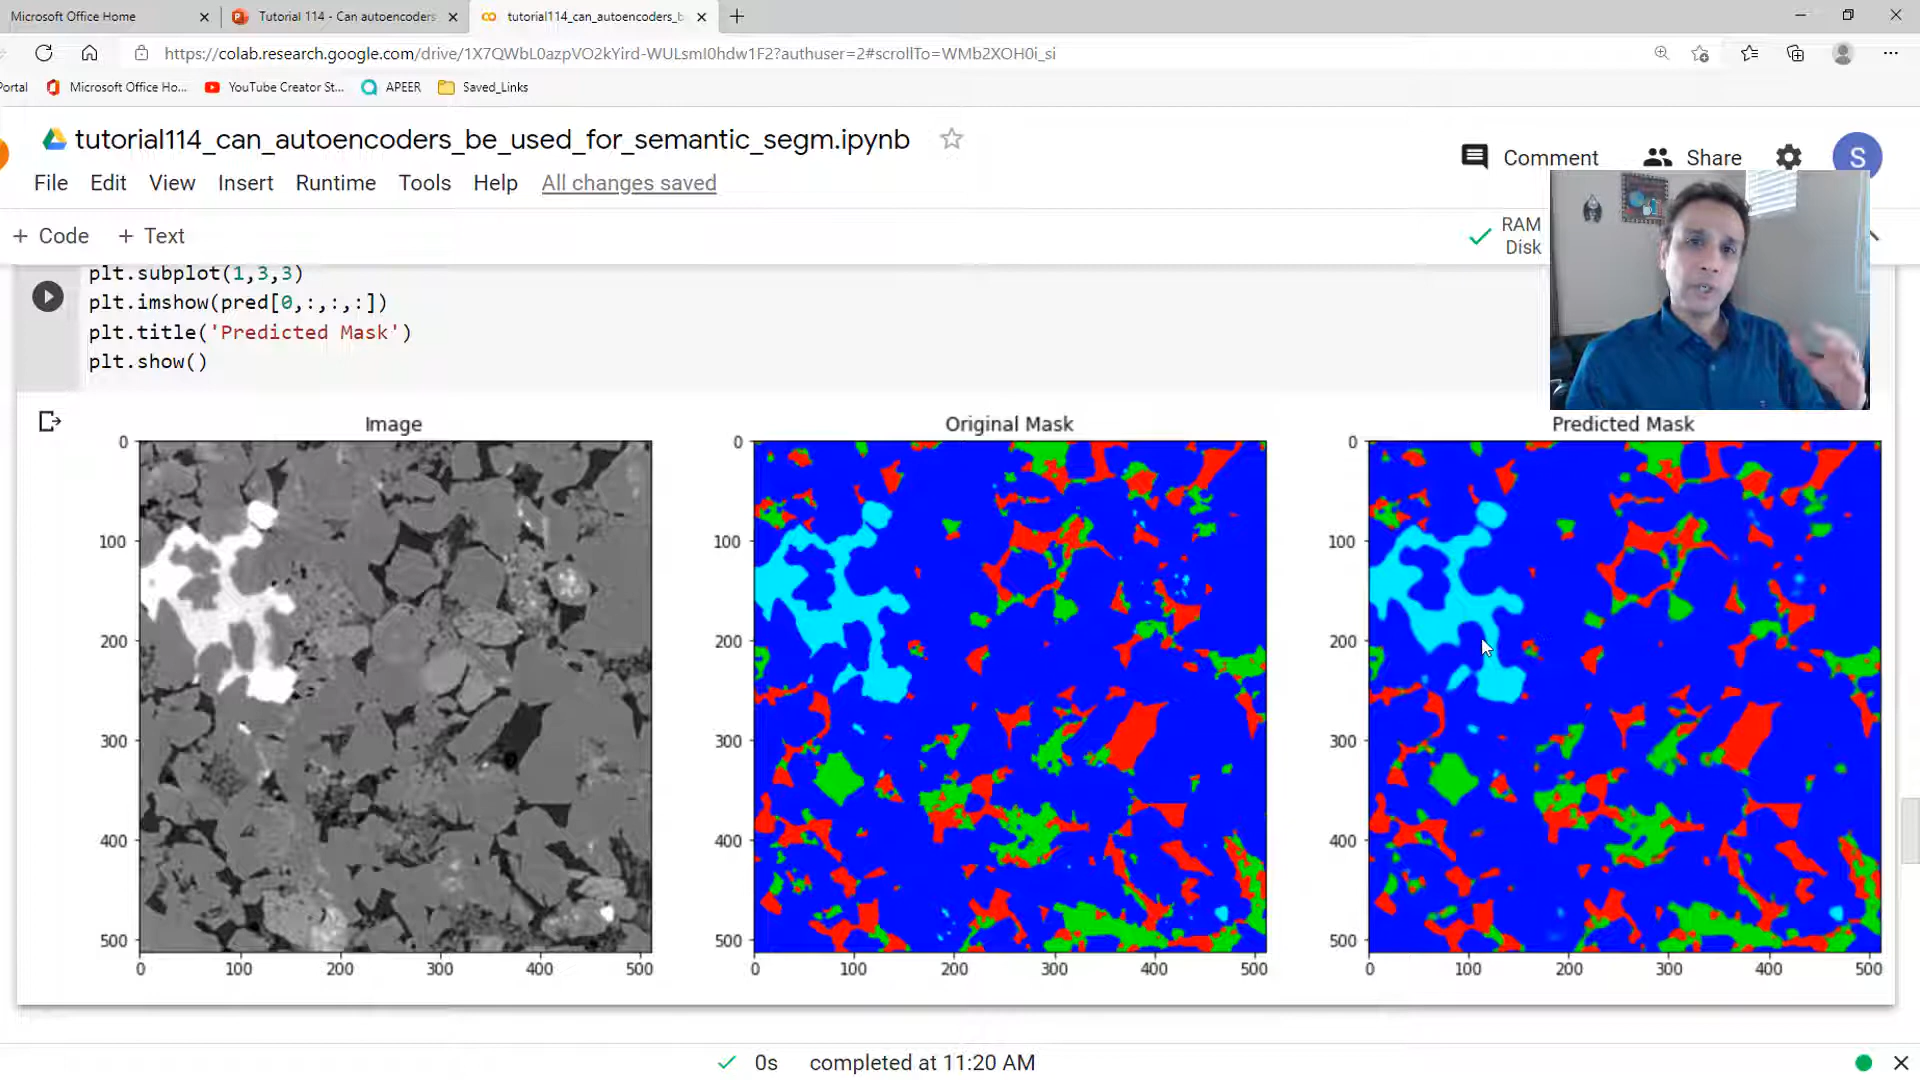 Microsoft Office Home
Tutorial 114 - Can autoencoders
tutorial114_can_autoencoders_b
https://colab.research.google.com/drive/1X7QWbL0azpVO2kYird-WULsmI0hdw1F2?authuser=2#scrollTo=WMb2XOH0i_si
Portal
Microsoft Office Ho...
YouTube Creator St...
APEER
Saved_Links
tutorial114_can_autoencoders_be_used_for_semantic_segm.ipynb
Comment
Share
S
File Edit View Insert Runtime Tools Help All changes saved
+ Code + Text
RAM
Disk
plt.subplot(1,3,3)
plt.imshow(pred[0,:,:,:])
plt.title('Predicted Mask')
plt.show()
Image
0
100
200
300
400
500
0 100 200 300 400 500
Original Mask
0
100
200
300
400
500
0 100 200 300 400 500
Predicted Mask
0
100
200
300
400
500
0 100 200 300 400 500
0s completed at 11:20 AM